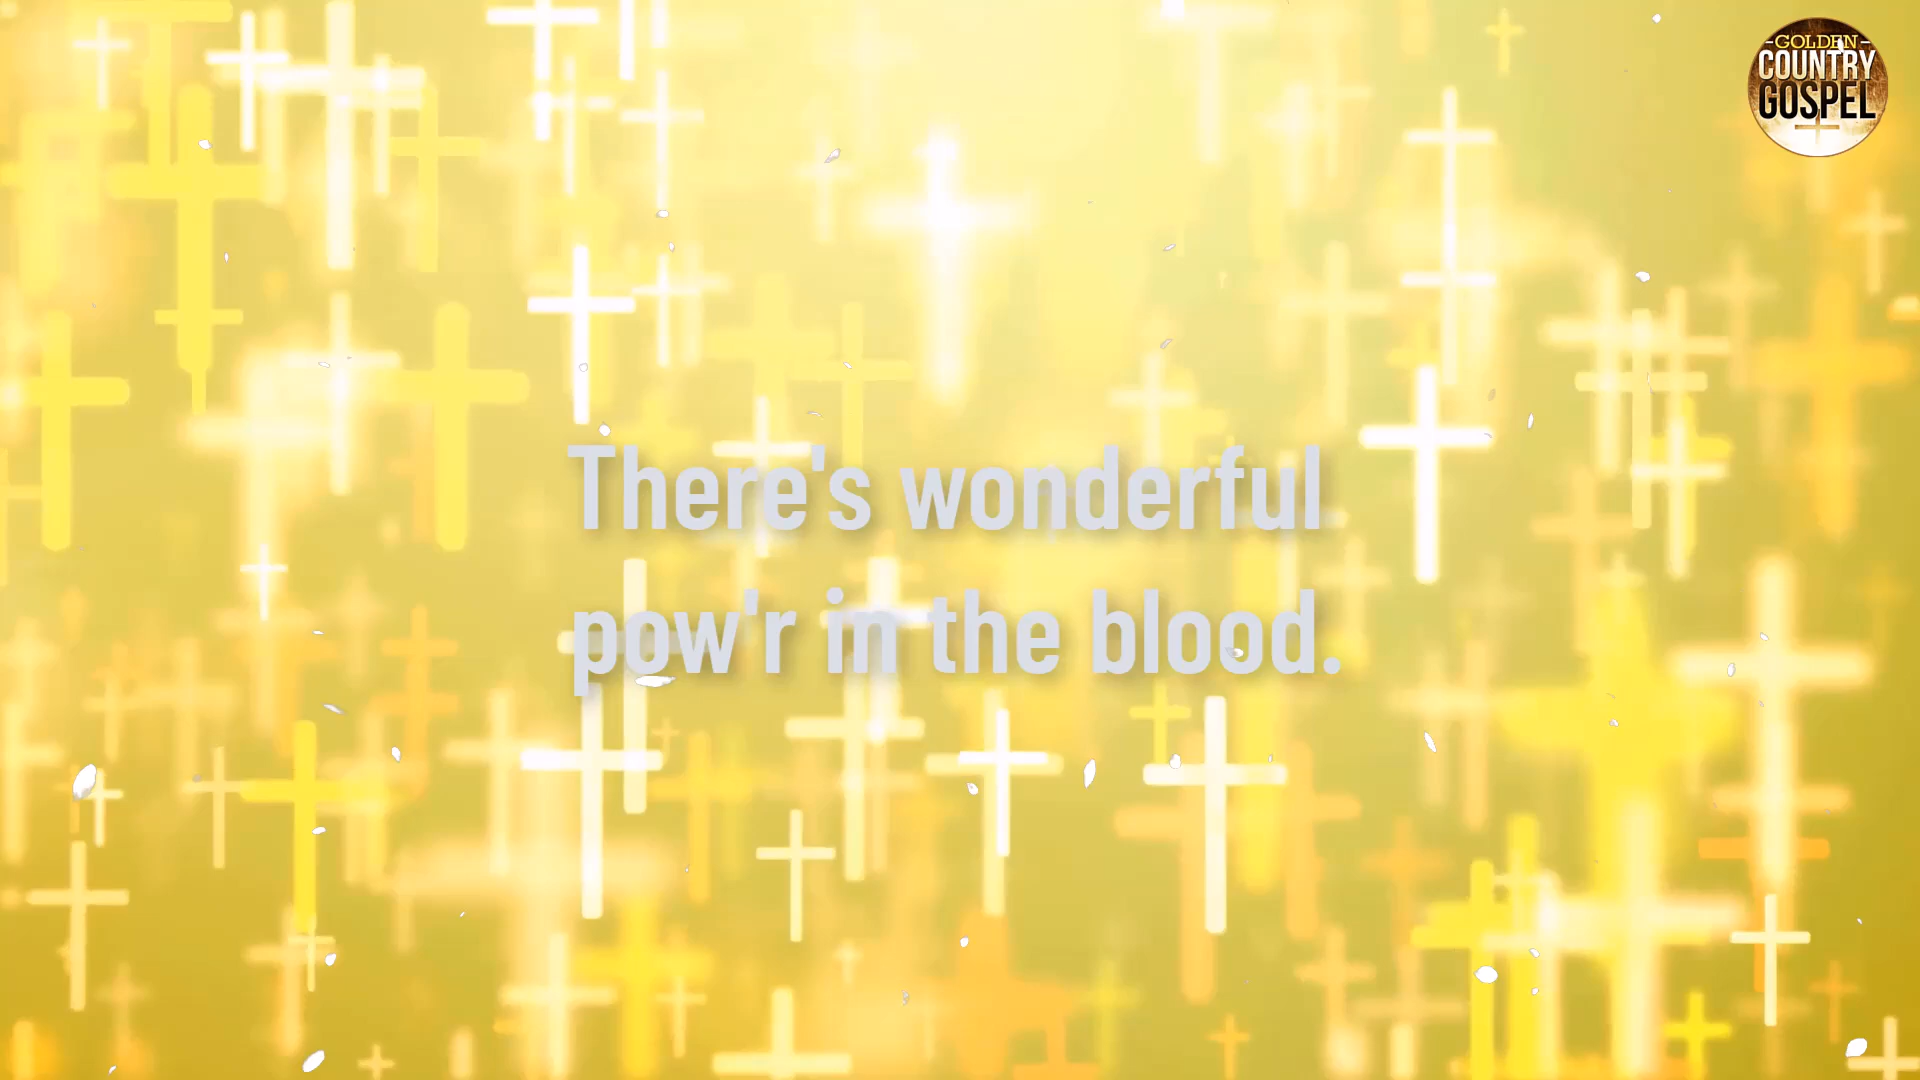 -GOLDEN-
COUNTRY
GOSPEL
There's wonderful
pow'r in the blood.